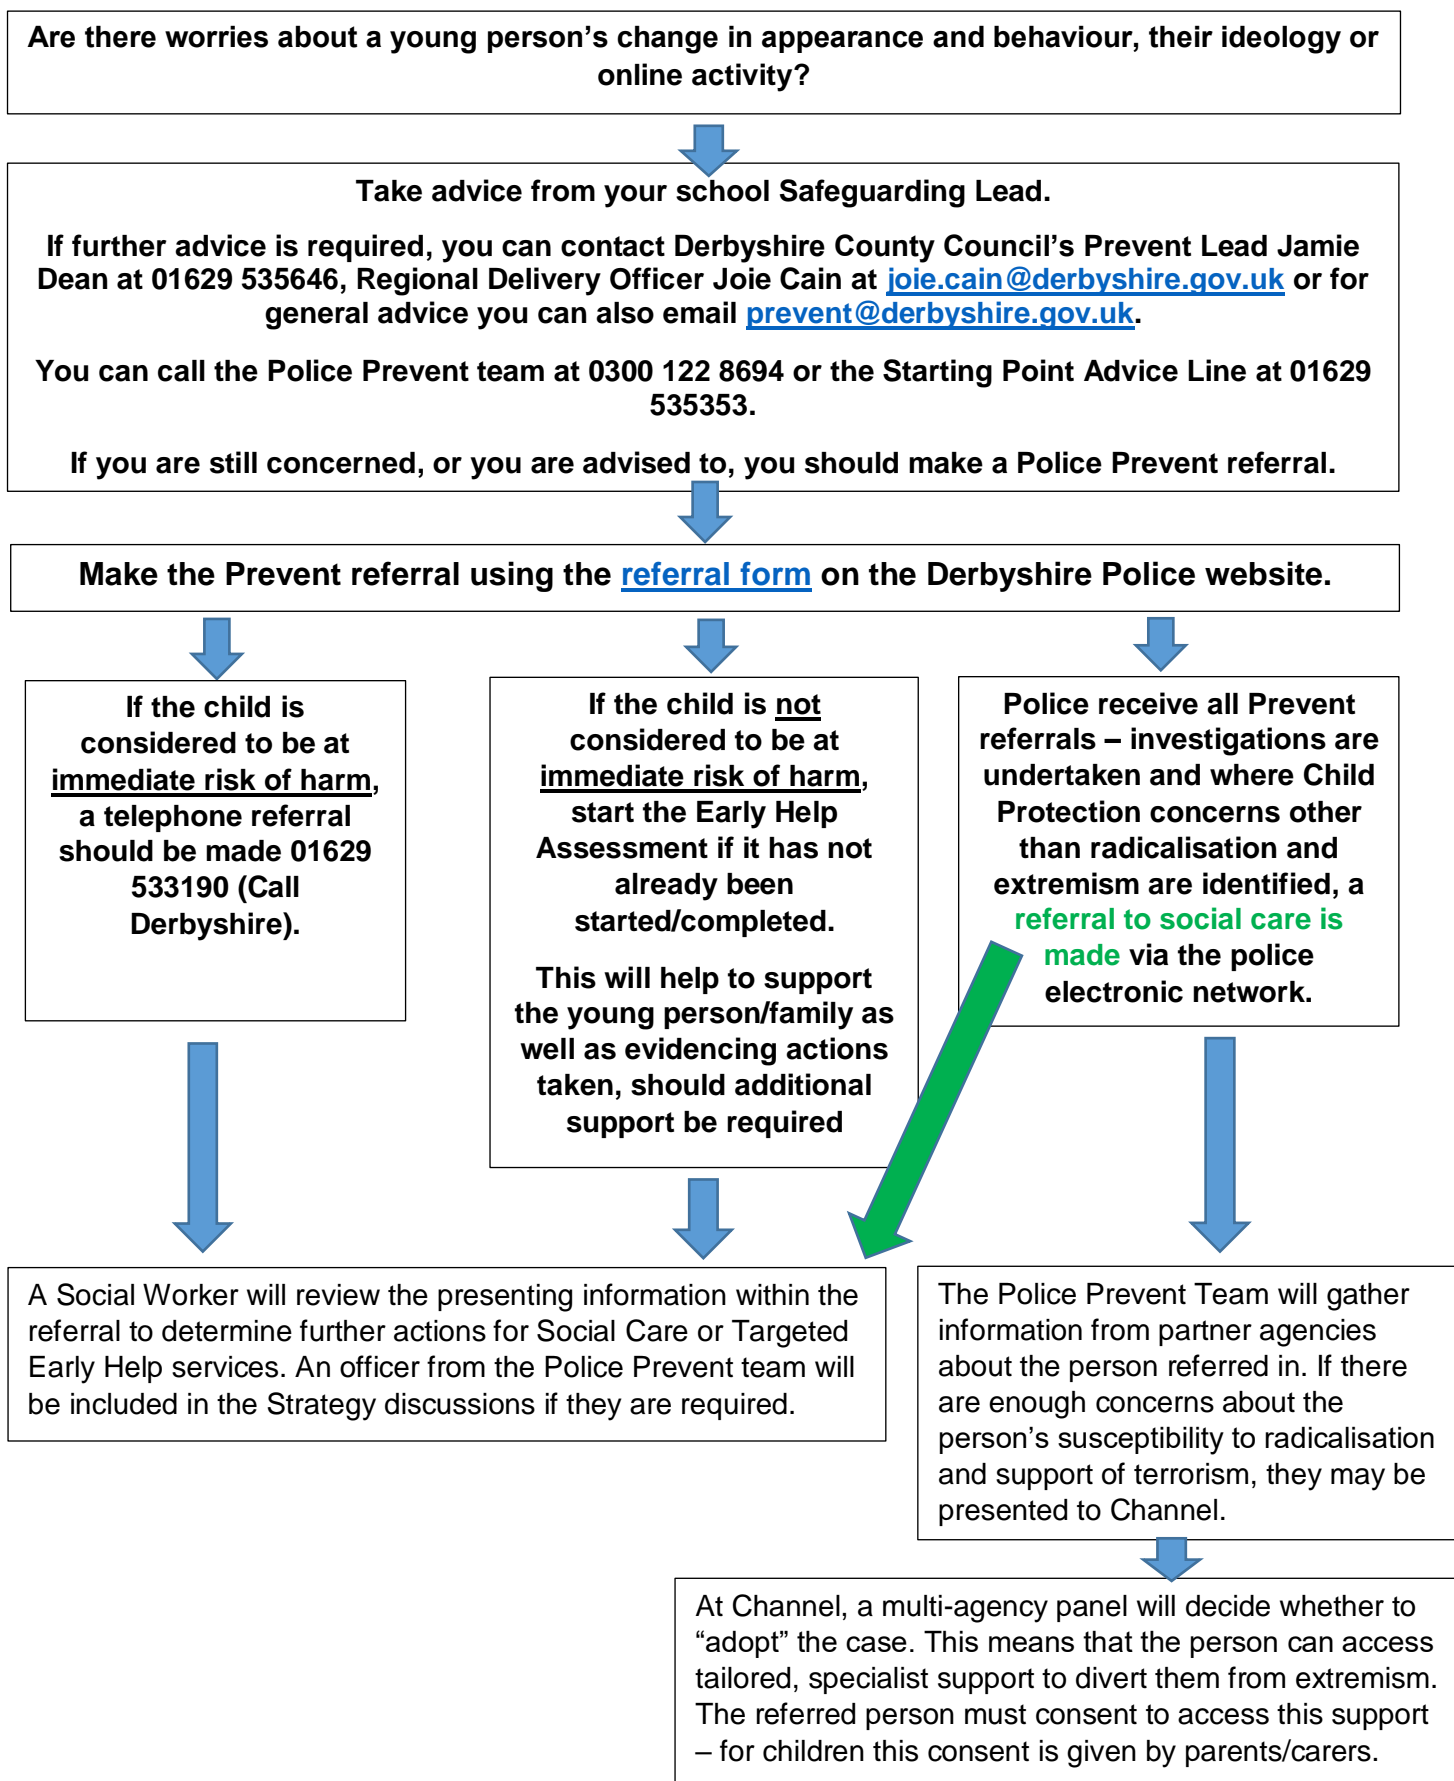 Are there worries about a young person’s change in appearance and behaviour, their ideology or
online activity?
Take advice from your school Safeguarding Lead.
If further advice is required, you can contact Derbyshire County Council’s Prevent Lead Jamie
Dean at 01629 535646, Regional Delivery Officer Joie Cain at joie.cain@derbyshire.gov.uk or for
general advice you can also email prevent@derbyshire.gov.uk.
You can call the Police Prevent team at 0300 122 8694 or the Starting Point Advice Line at 01629
535353.
If you are still concerned, or you are advised to, you should make a Police Prevent referral.
Make the Prevent referral using the referral form on the Derbyshire Police website.
If the child is
considered to be at
immediate risk of harm,
a telephone referral
should be made 01629
533190 (Call
Derbyshire).
If the child is not
considered to be at
immediate risk of harm,
start the Early Help
Assessment if it has not
already been
started/completed.
This will help to support
the young person/family as
well as evidencing actions
taken, should additional
support be required
Police receive all Prevent
referrals – investigations are
undertaken and where Child
Protection concerns other
than radicalisation and
extremism are identified, a
referral to social care is
made via the police
electronic network.
A Social Worker will review the presenting information within the
referral to determine further actions for Social Care or Targeted
Early Help services. An officer from the Police Prevent team will
be included in the Strategy discussions if they are required.
The Police Prevent Team will gather
information from partner agencies
about the person referred in. If there
are enough concerns about the
person’s susceptibility to radicalisation
and support of terrorism, they may be
presented to Channel.
At Channel, a multi-agency panel will decide whether to
“adopt” the case. This means that the person can access
tailored, specialist support to divert them from extremism.
The referred person must consent to access this support
– for children this consent is given by parents/carers.